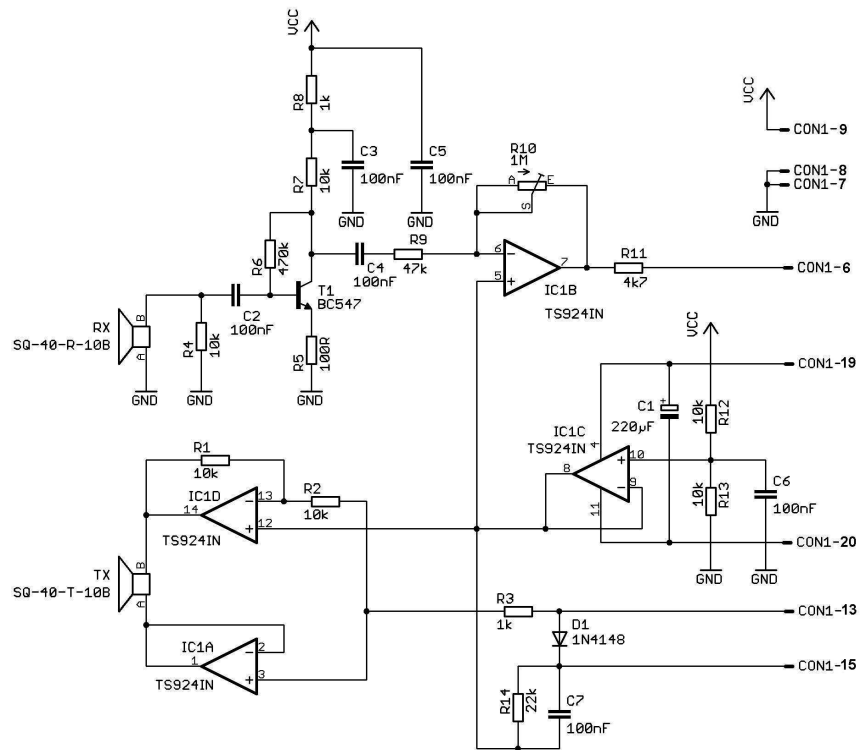 VCC
R8
1k
C3
100nF
C5
100nF
R7
10k
GND
GND
R10
1M
A
E
S
VCC
CON1-9
CON1-8
CON1-7
GND
R6
470k
C4
100nF
R9
47k
6
5
7
IC1B
TS924IN
R11
4k7
CON1-6
RX
SQ-40-R-10B
B
A
R4
10k
C2
100nF
T1
BC547
R5
100R
GND
GND
GND
VCC
CON1-19
C1
+
220µF
10k
R12
IC1C
TS924IN
4
8
10
9
11
10k
R13
C6
100nF
CON1-20
GND
GND
R1
10k
IC1D
14
13
12
TS924IN
R2
10k
TX
SQ-40-T-10B
B
A
IC1A
1
2
3
TS924IN
R3
1k
CON1-13
D1
1N4148
CON1-15
R14
22k
C7
100nF